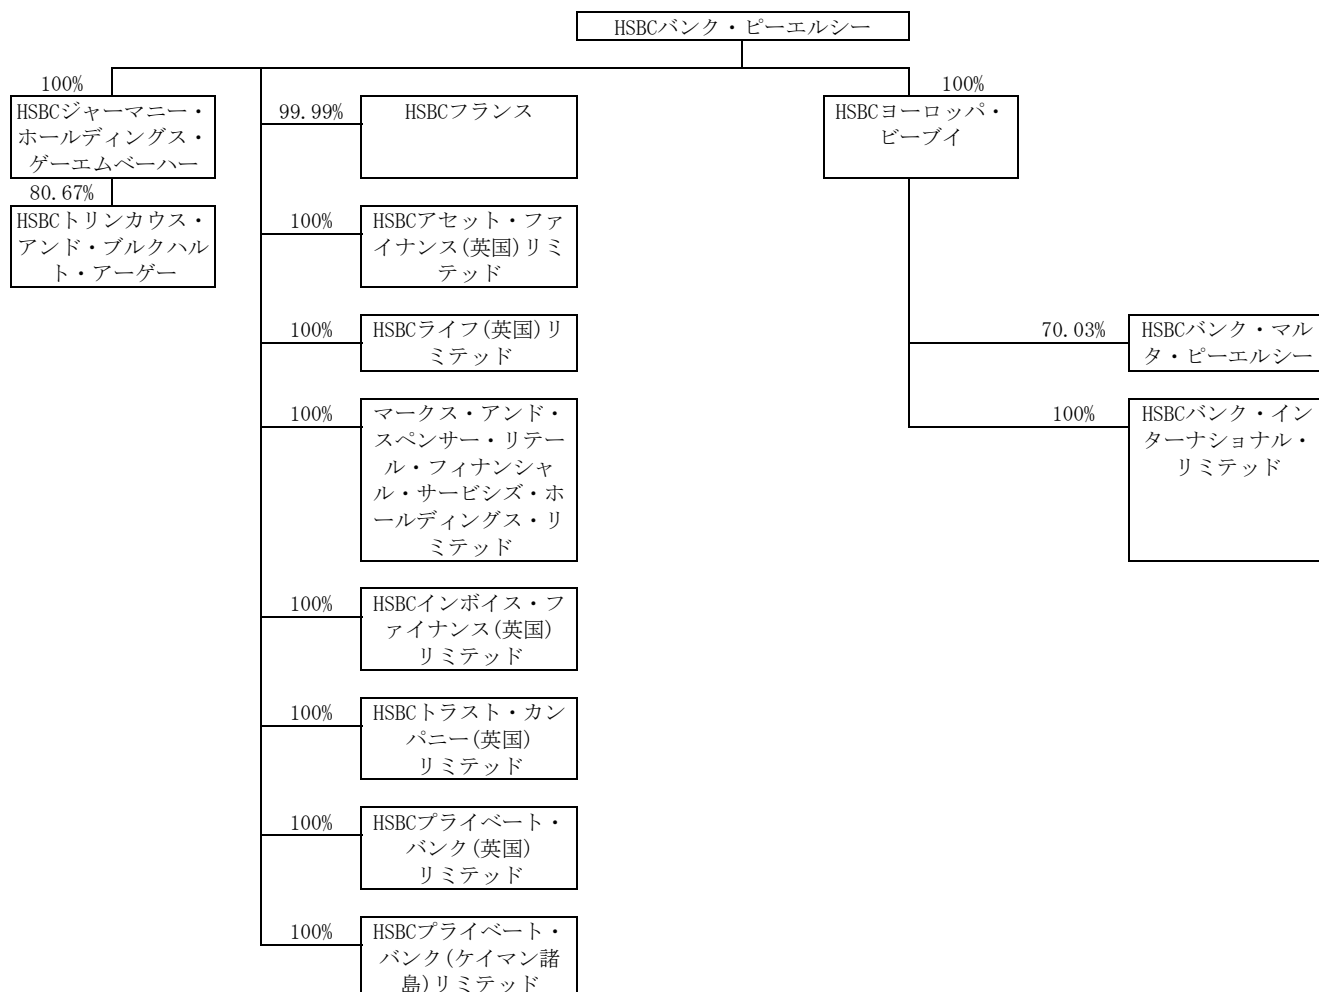 HSBCバンク・ピーエルシー
100%
HSBCジャーマニー・
ホールディングス・
ゲーエムベーハー
80.67%
HSBCトリンカウス・
アンド・ブルクハル
ト・アーゲー
99.99%
HSBCフランス
100%
HSBCアセット・ファ
イナンス(英国)リミ
テッド
100%
HSBCライフ(英国)リ
ミテッド
100%
マークス・アンド・
スペンサー・リテー
ル・フィナンシャ
ル・サービシズ・ホ
ールディングス・リ
ミテッド
100%
HSBCインボイス・フ
ァイナンス(英国)
リミテッド
100%
HSBCトラスト・カン
パニー(英国)
リミテッド
100%
HSBCプライベート・
バンク(英国)
リミテッド
100%
HSBCプライベート・
バンク(ケイマン諸
島)リミテッド
100%
HSBCヨーロッパ・
ビーブイ
70.03%
HSBCバンク・マル
タ・ピーエルシー
100%
HSBCバンク・イン
ターナショナル・
リミテッド